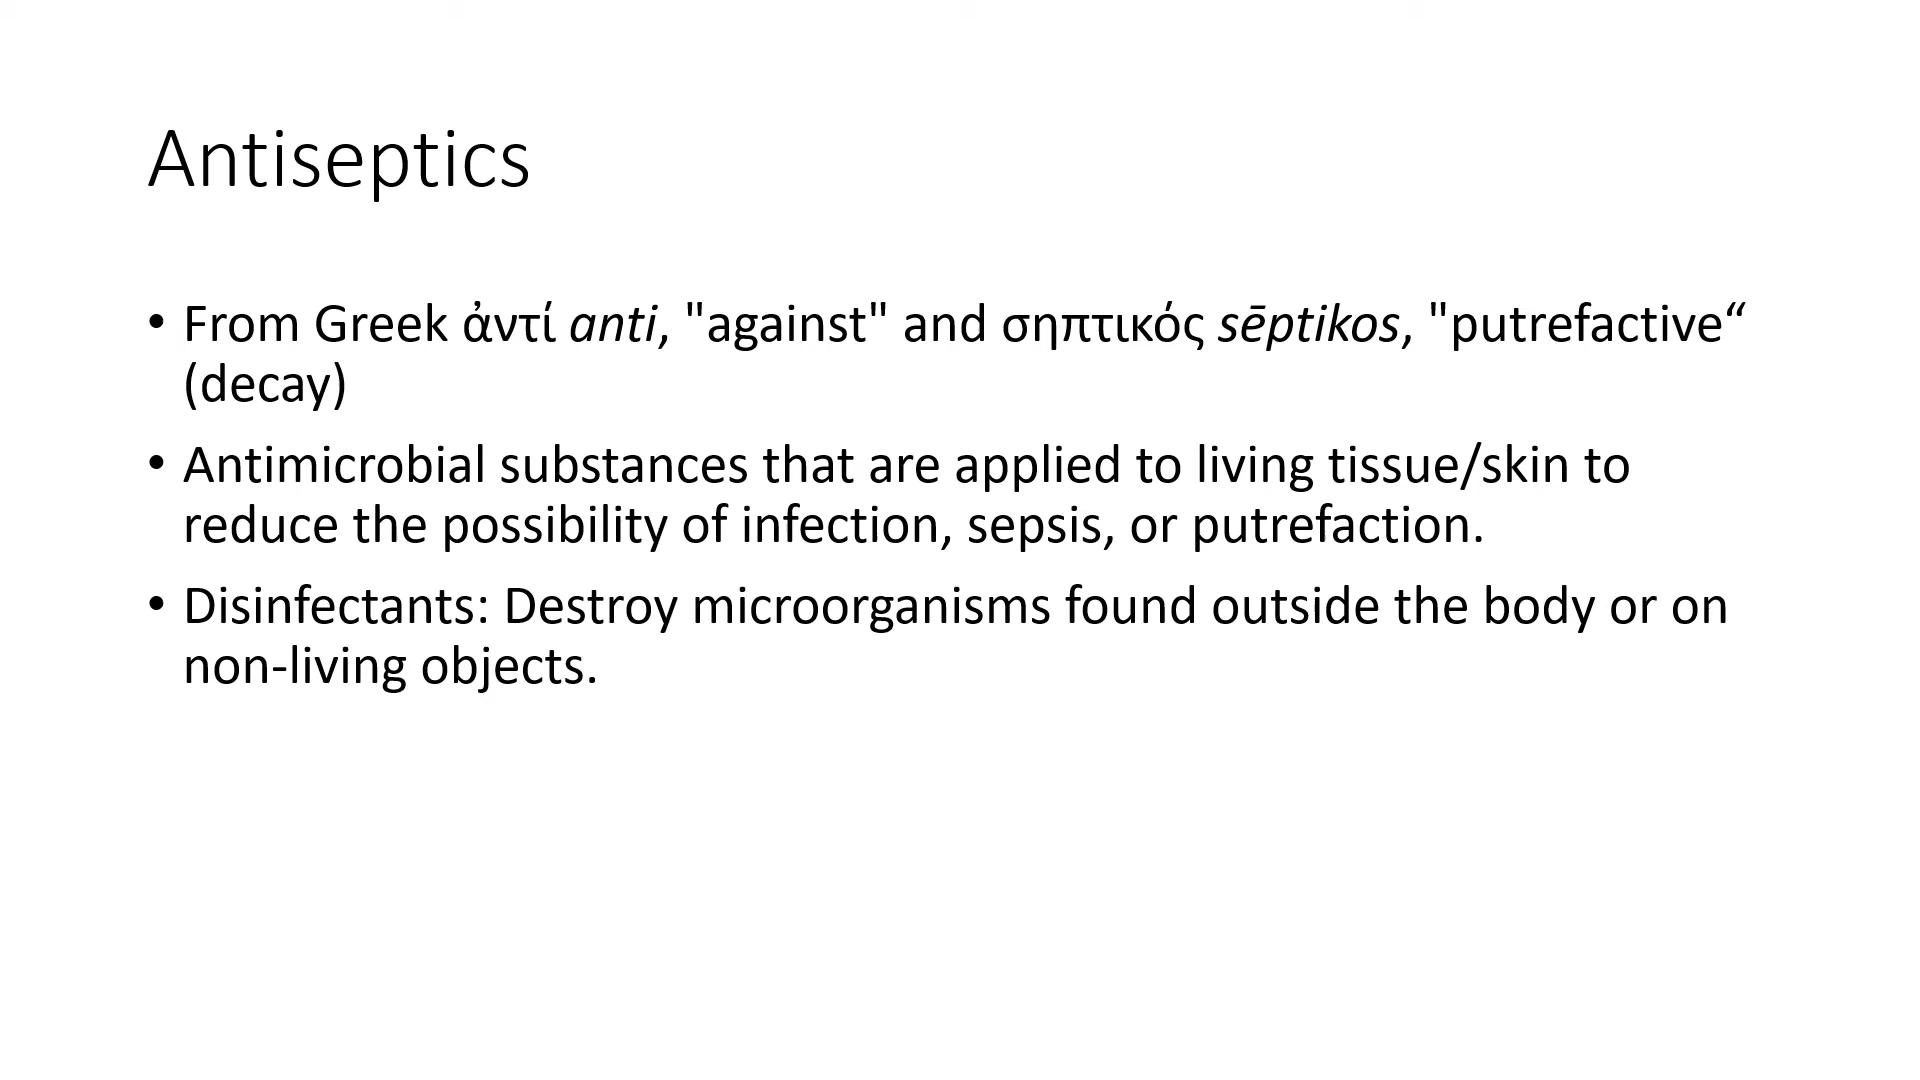 Antiseptics
• From Greek ἀντί anti, "against" and σηπτικός sēptikos, "putrefactive“
(decay)
• Antimicrobial substances that are applied to living tissue/skin to
reduce the possibility of infection, sepsis, or putrefaction.
• Disinfectants: Destroy microorganisms found outside the body or on
non-living objects.